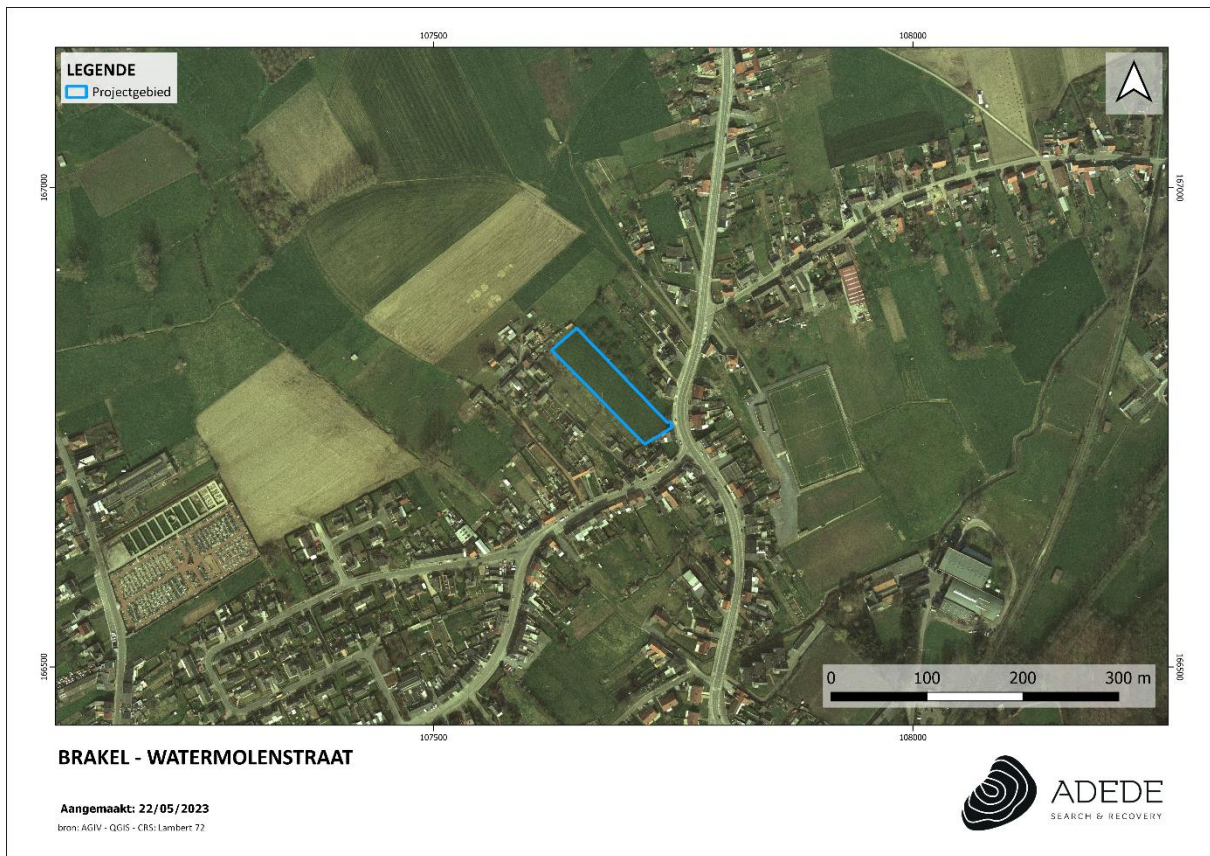 107500
108000
LEGENDE
Projectgebied
167000
167000
166500
166500
0 100 200 300 m
107500
108000
BRAKEL - WATERMOLENSTRAAT
Aangemaakt: 22/05/2023
bron: AGIV - QGIS - CRS: Lambert 72
ADEDE
SEARCH & RECOVERY